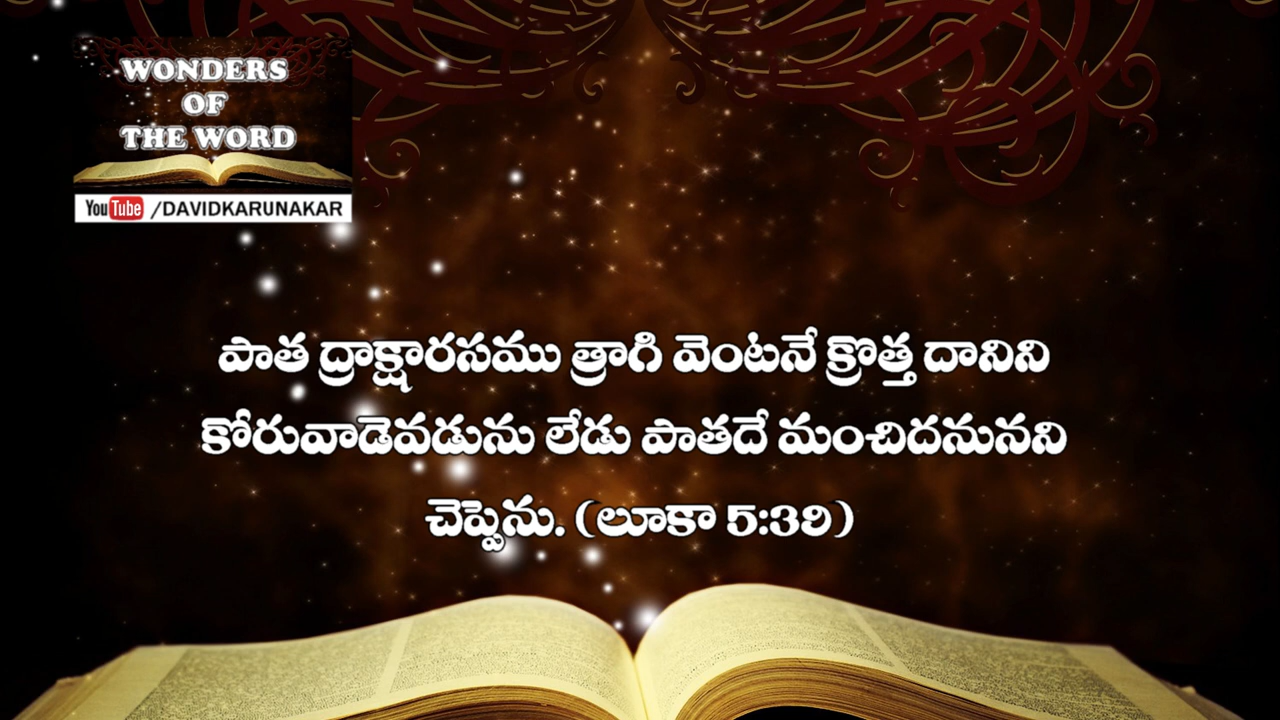 WONDERS
OF
THE WORD
YouTube /DAVIDKARUNAKAR
పాత ద్రాక్షారసము త్రాగి వెంటనే క్రొత్త దానిని
కోరువాడెవడును లేడు పాతదే మంచిదనునని
చెప్పెను. (లూకా 5:39)